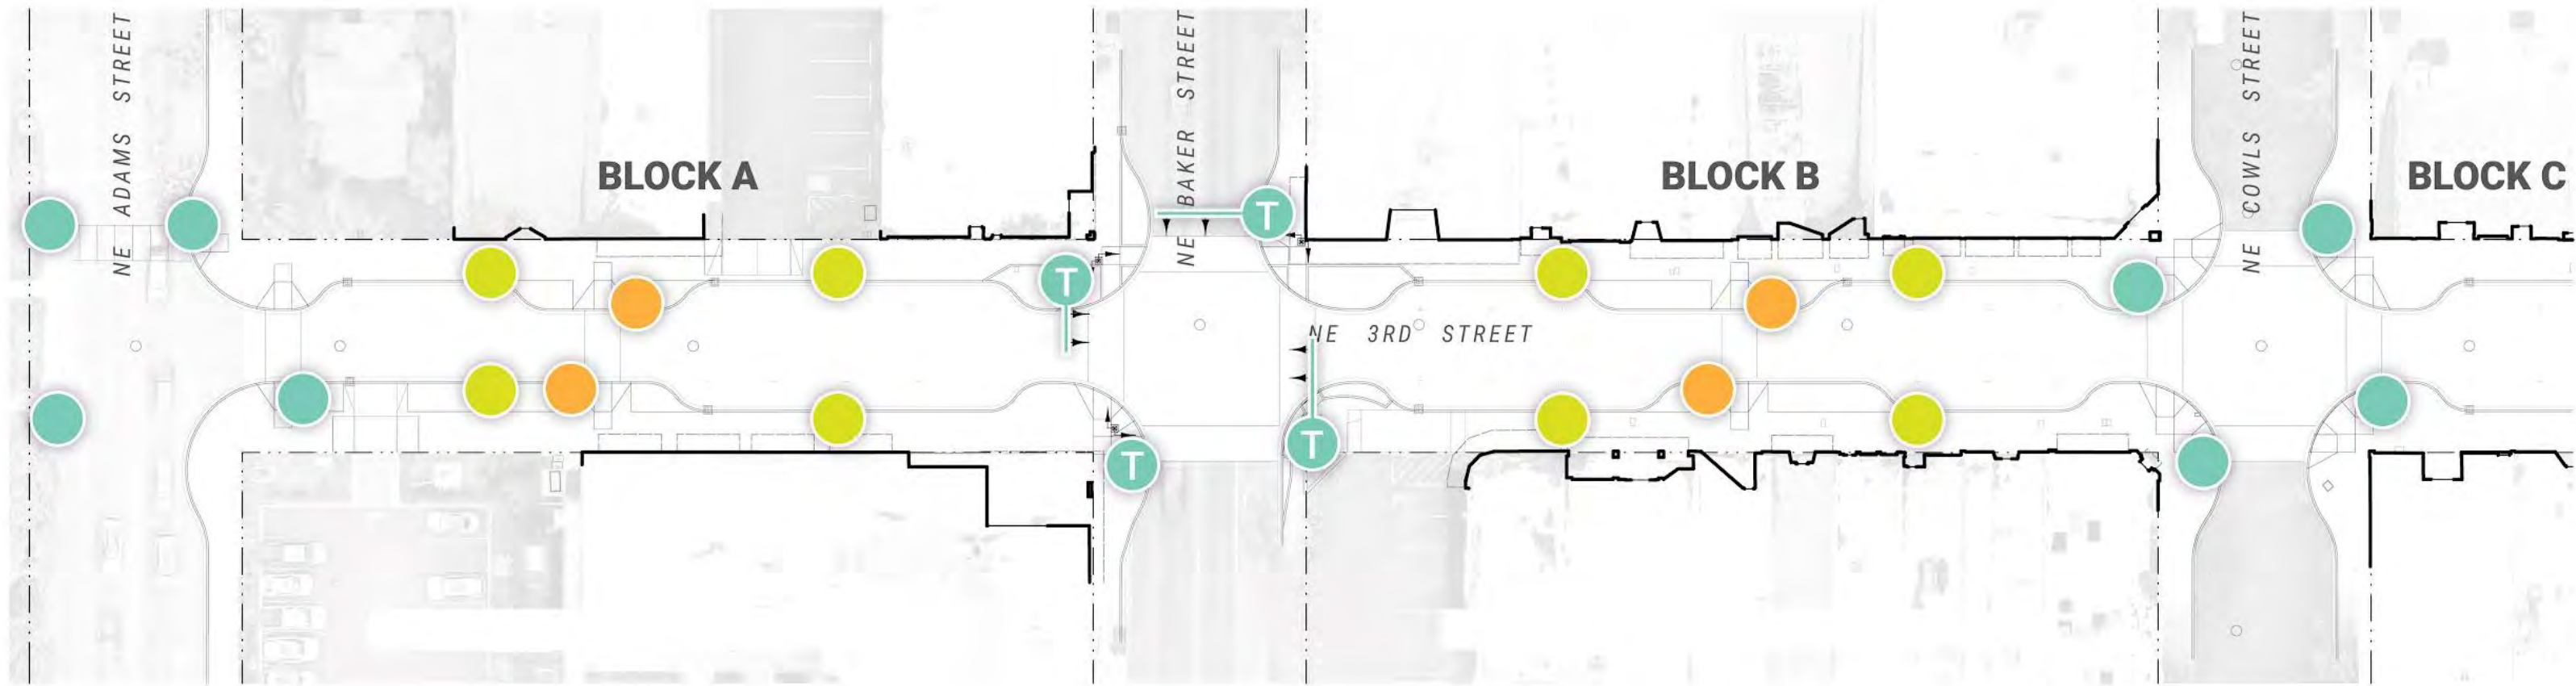 NE ADAMS STREET
BLOCK A
NE BAKER STREET
BLOCK B
NE COWLS STREET
BLOCK C
T
T
NE 3RD STREET
T
T